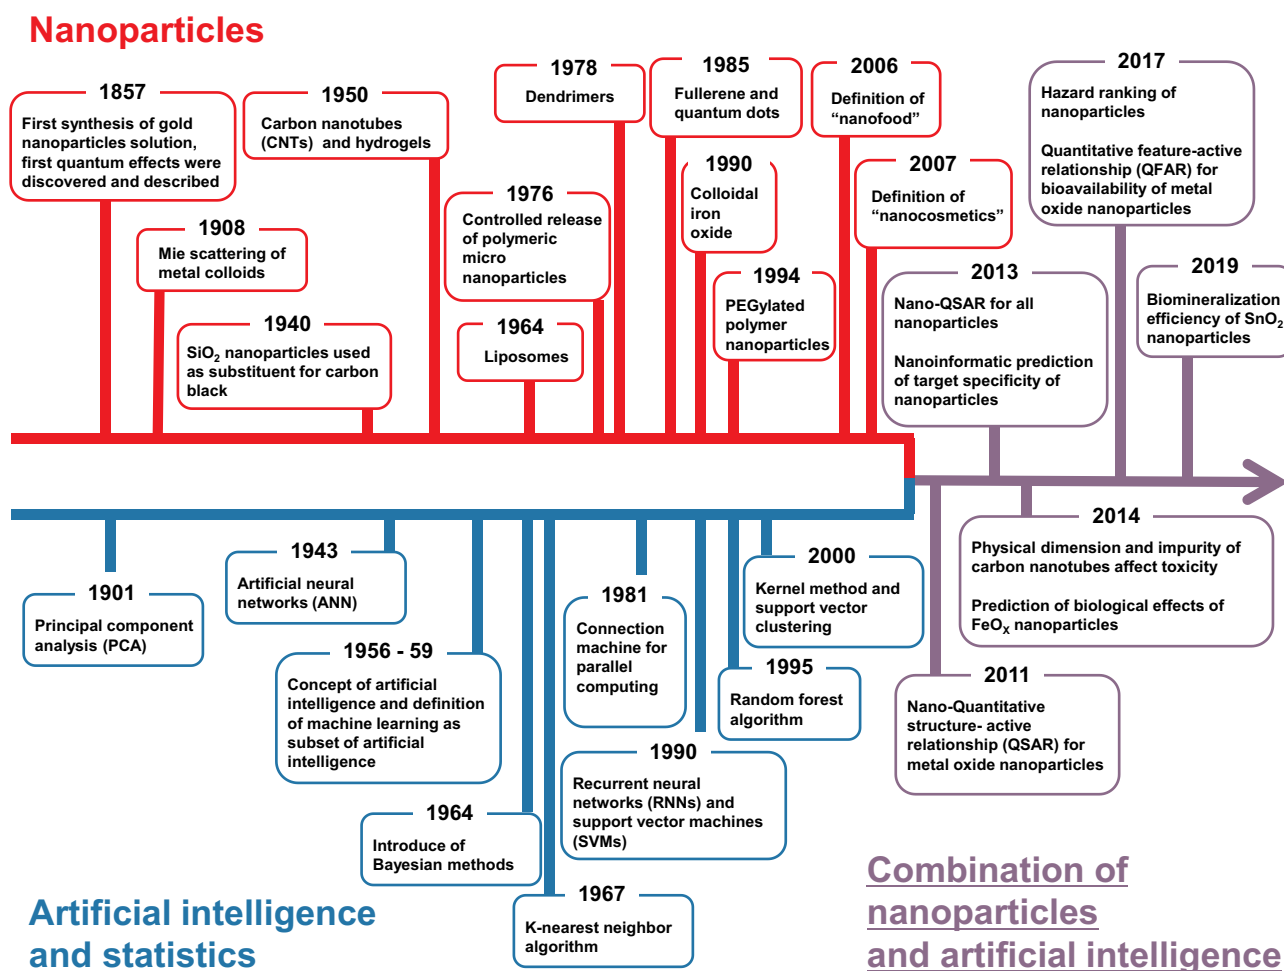 Nanoparticles
1857
First synthesis of gold
nanoparticles solution,
first quantum effects were
discovered and described
1908
Mie scattering of
metal colloids
1940
SiO₂ nanoparticles used
as substituent for carbon
black
1950
Carbon nanotubes
(CNTs) and hydrogels
1964
Liposomes
1976
Controlled release
of polymeric
micro
nanoparticles
1978
Dendrimers
1985
Fullerene and
quantum dots
1990
Colloidal
iron
oxide
1994
PEGylated
polymer
nanoparticles
2006
Definition of
“nanofood”
2007
Definition of
“nanocosmetics”
2013
Nano-QSAR for all
nanoparticles
Nanoinformatic prediction
of target specificity of
nanoparticles
2017
Hazard ranking of
nanoparticles
Quantitative feature-active
relationship (QFAR) for
bioavailability of metal
oxide nanoparticles
2019
Biomineralization
efficiency of SnO₂
nanoparticles
1901
Principal component
analysis (PCA)
1943
Artificial neural
networks (ANN)
1956 - 59
Concept of artificial
intelligence and definition
of machine learning as
subset of artificial
intelligence
1964
Introduce of
Bayesian methods
1967
K-nearest neighbor
algorithm
1981
Connection
machine for
parallel
computing
1990
Recurrent neural
networks (RNNs) and
support vector machines
(SVMs)
1995
Random forest
algorithm
2000
Kernel method and
support vector
clustering
2011
Nano-Quantitative
structure- active
relationship (QSAR) for
metal oxide nanoparticles
2014
Physical dimension and impurity of
carbon nanotubes affect toxicity
Prediction of biological effects of
FeOₓ nanoparticles
Artificial intelligence
and statistics
Combination of
nanoparticles
and artificial intelligence